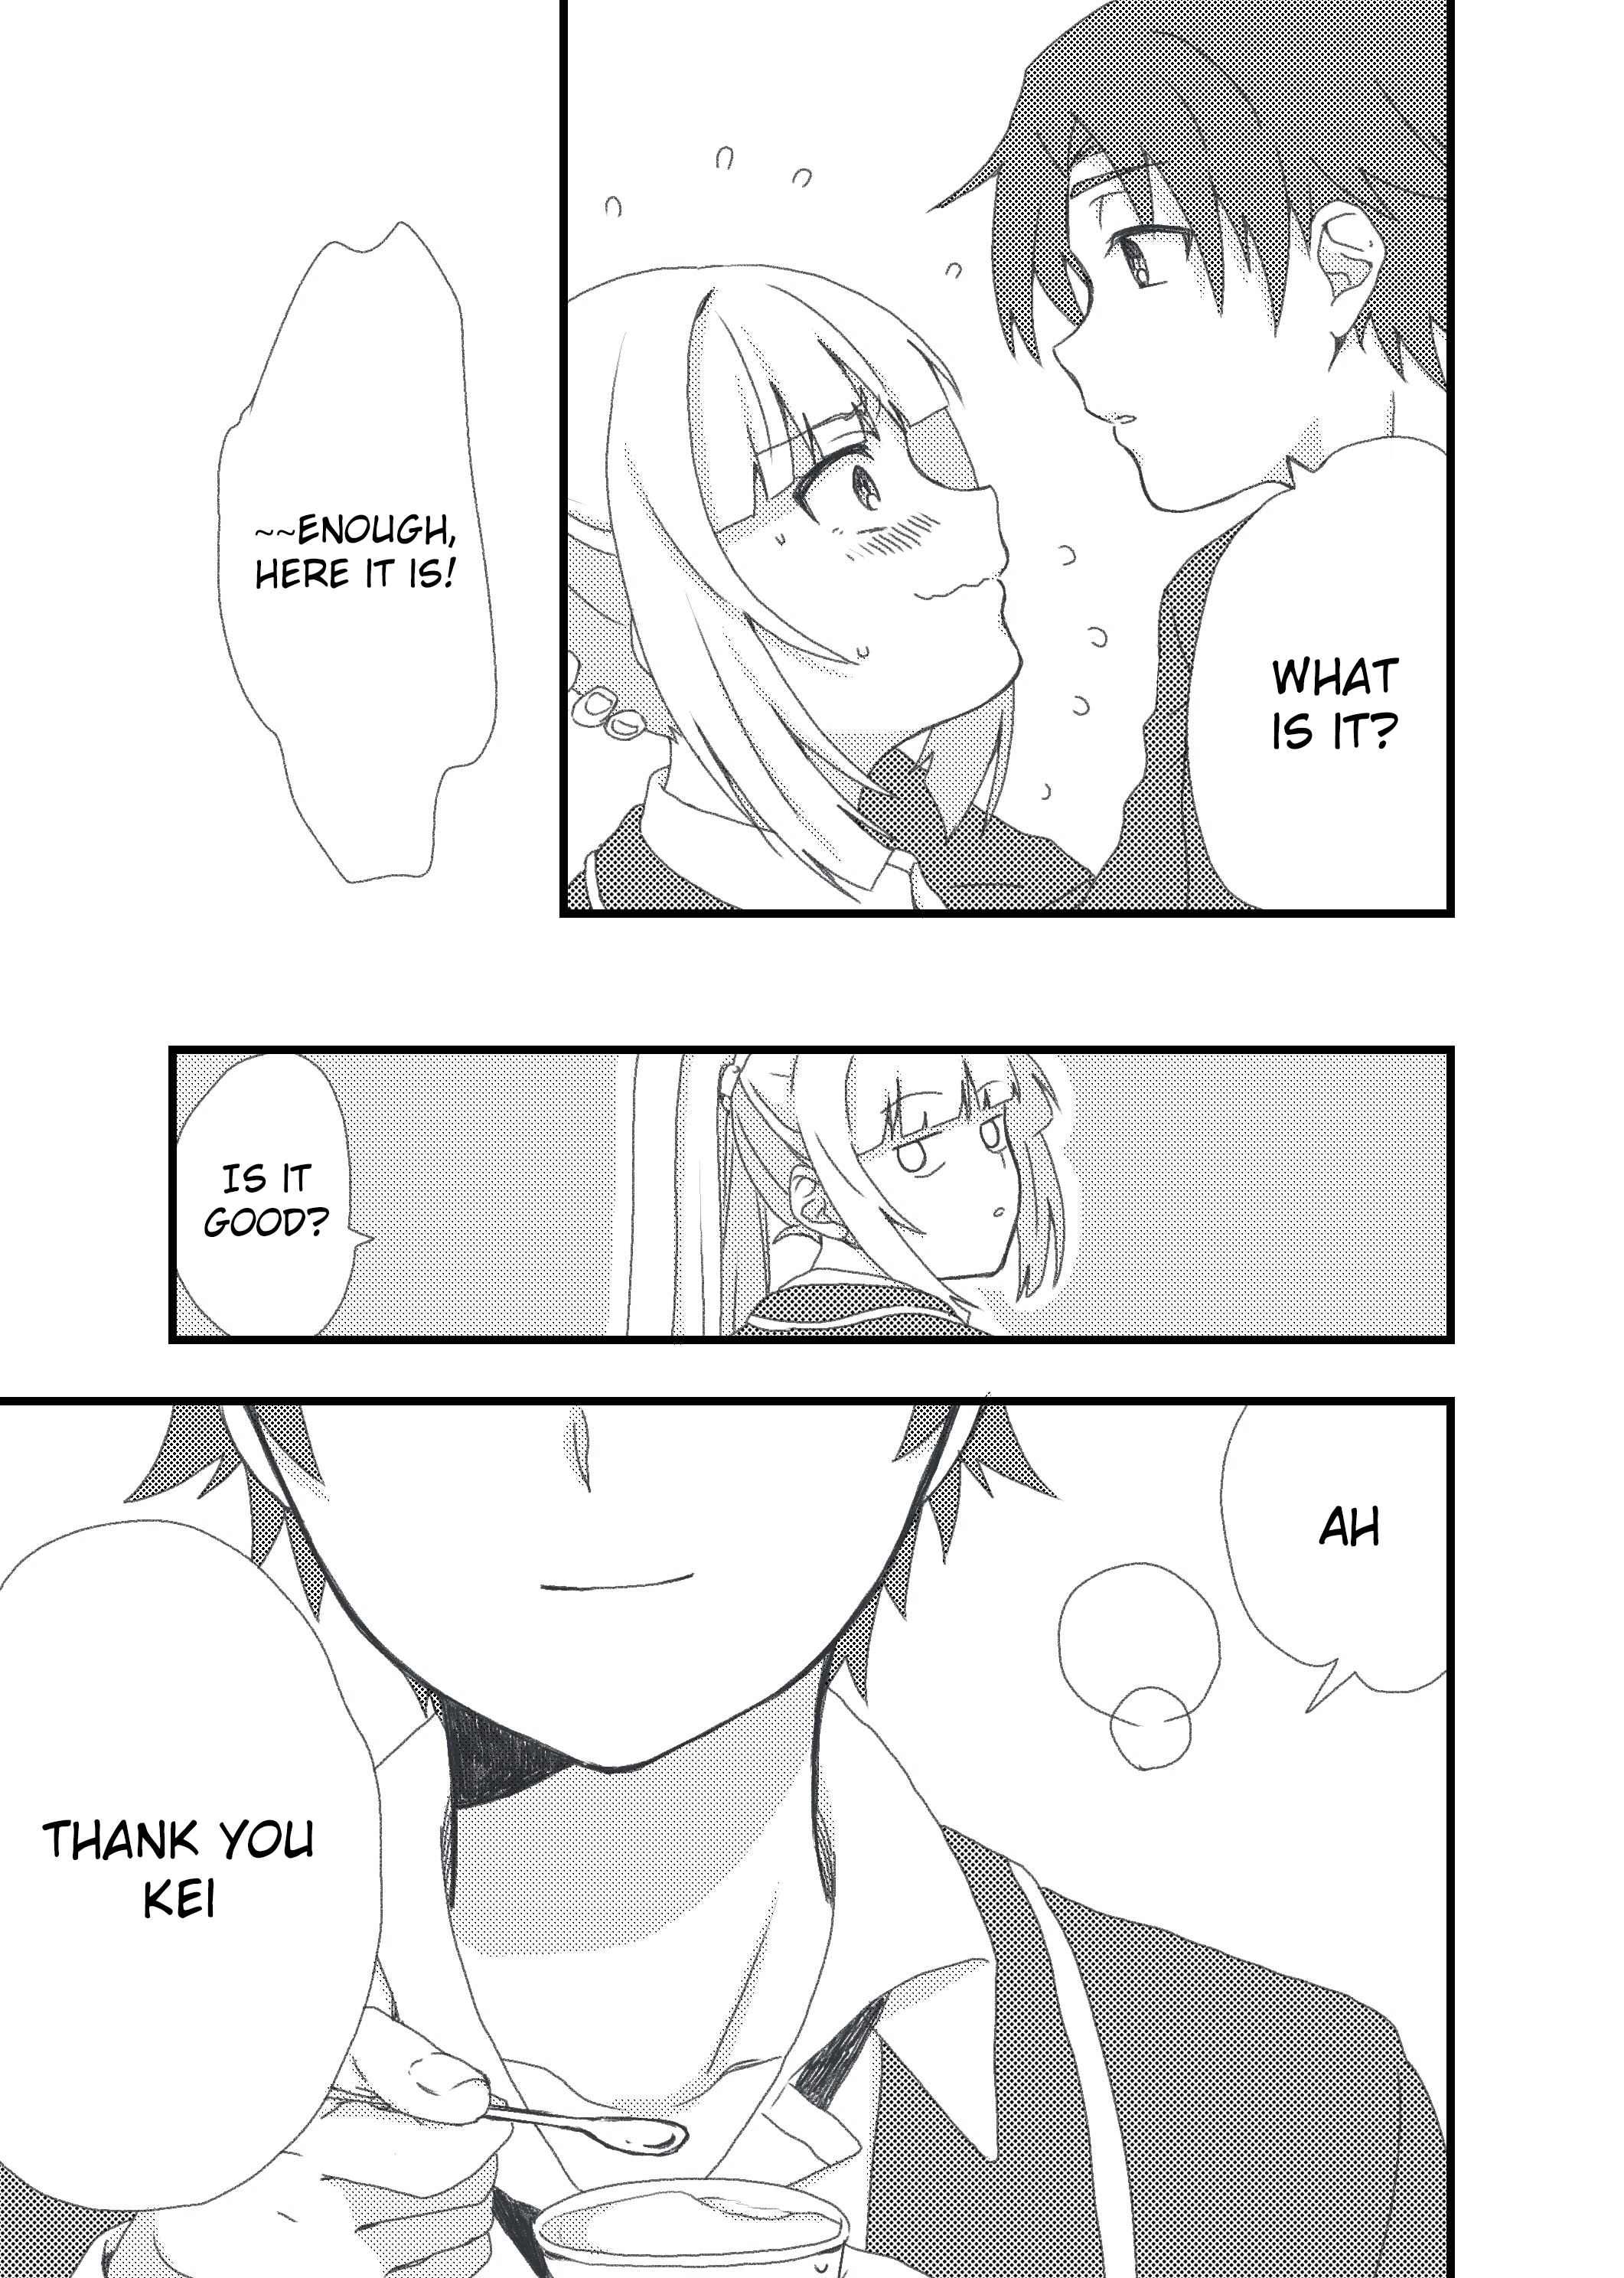 WHAT
IS IT?
~~ENOUGH,
HERE IT IS!
IS IT
GOOD?
AH
THANK YOU
KEI